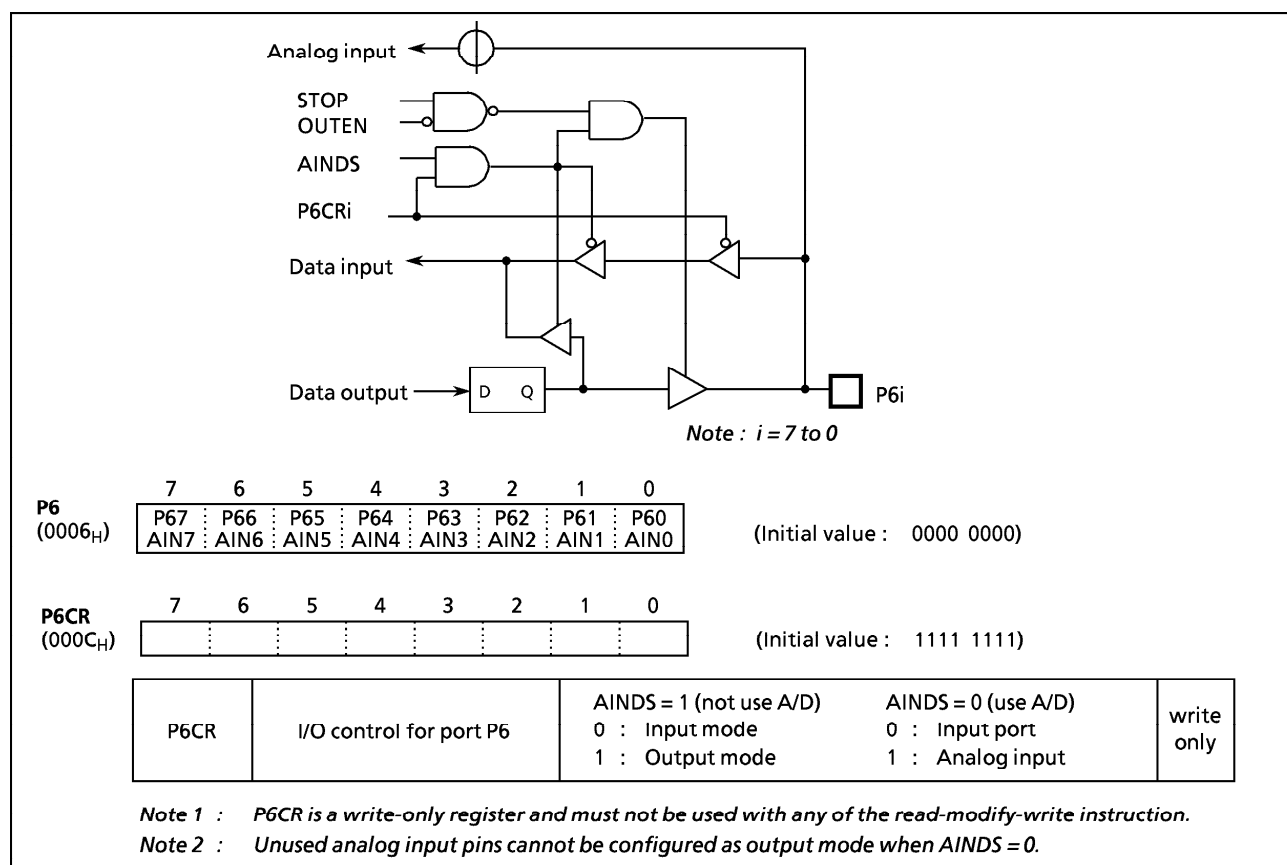 Analog input
STOP
OUTEN
AINDS
P6CRi
Data input
Data output
D Q
P6i
Note : i = 7 to 0
7 6 5 4 3 2 1 0
P6
(0006H)
P67 P66 P65 P64 P63 P62 P61 P60
AIN7 AIN6 AIN5 AIN4 AIN3 AIN2 AIN1 AIN0
(Initial value : 0000 0000)
7 6 5 4 3 2 1 0
P6CR
(000CH)
(Initial value : 1111 1111)
P6CR
I/O control for port P6
AINDS = 1 (not use A/D)
0 : Input mode
1 : Output mode
AINDS = 0 (use A/D)
0 : Input port
1 : Analog input
write
only
Note 1 : P6CR is a write-only register and must not be used with any of the read-modify-write instruction.
Note 2 : Unused analog input pins cannot be configured as output mode when AINDS = 0.